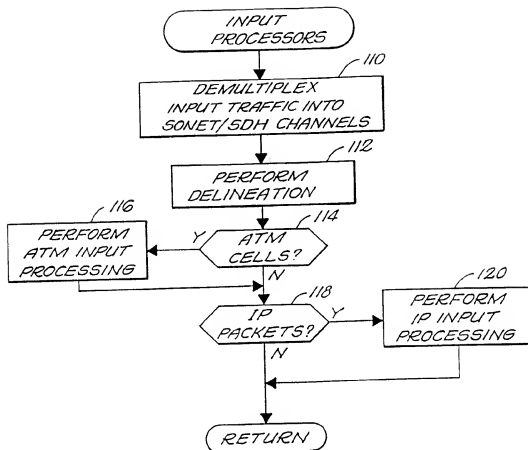 INPUT
PROCESSORS
110
DEMULTIPLEX
INPUT TRAFFIC INTO
SONET/SDH CHANNELS
112
PERFORM
DELINEATION
116
PERFORM
ATM INPUT
PROCESSING
Y
114
ATM
CELLS?
N
118
IP
PACKETS?
Y
N
120
PERFORM
IP INPUT
PROCESSING
RETURN